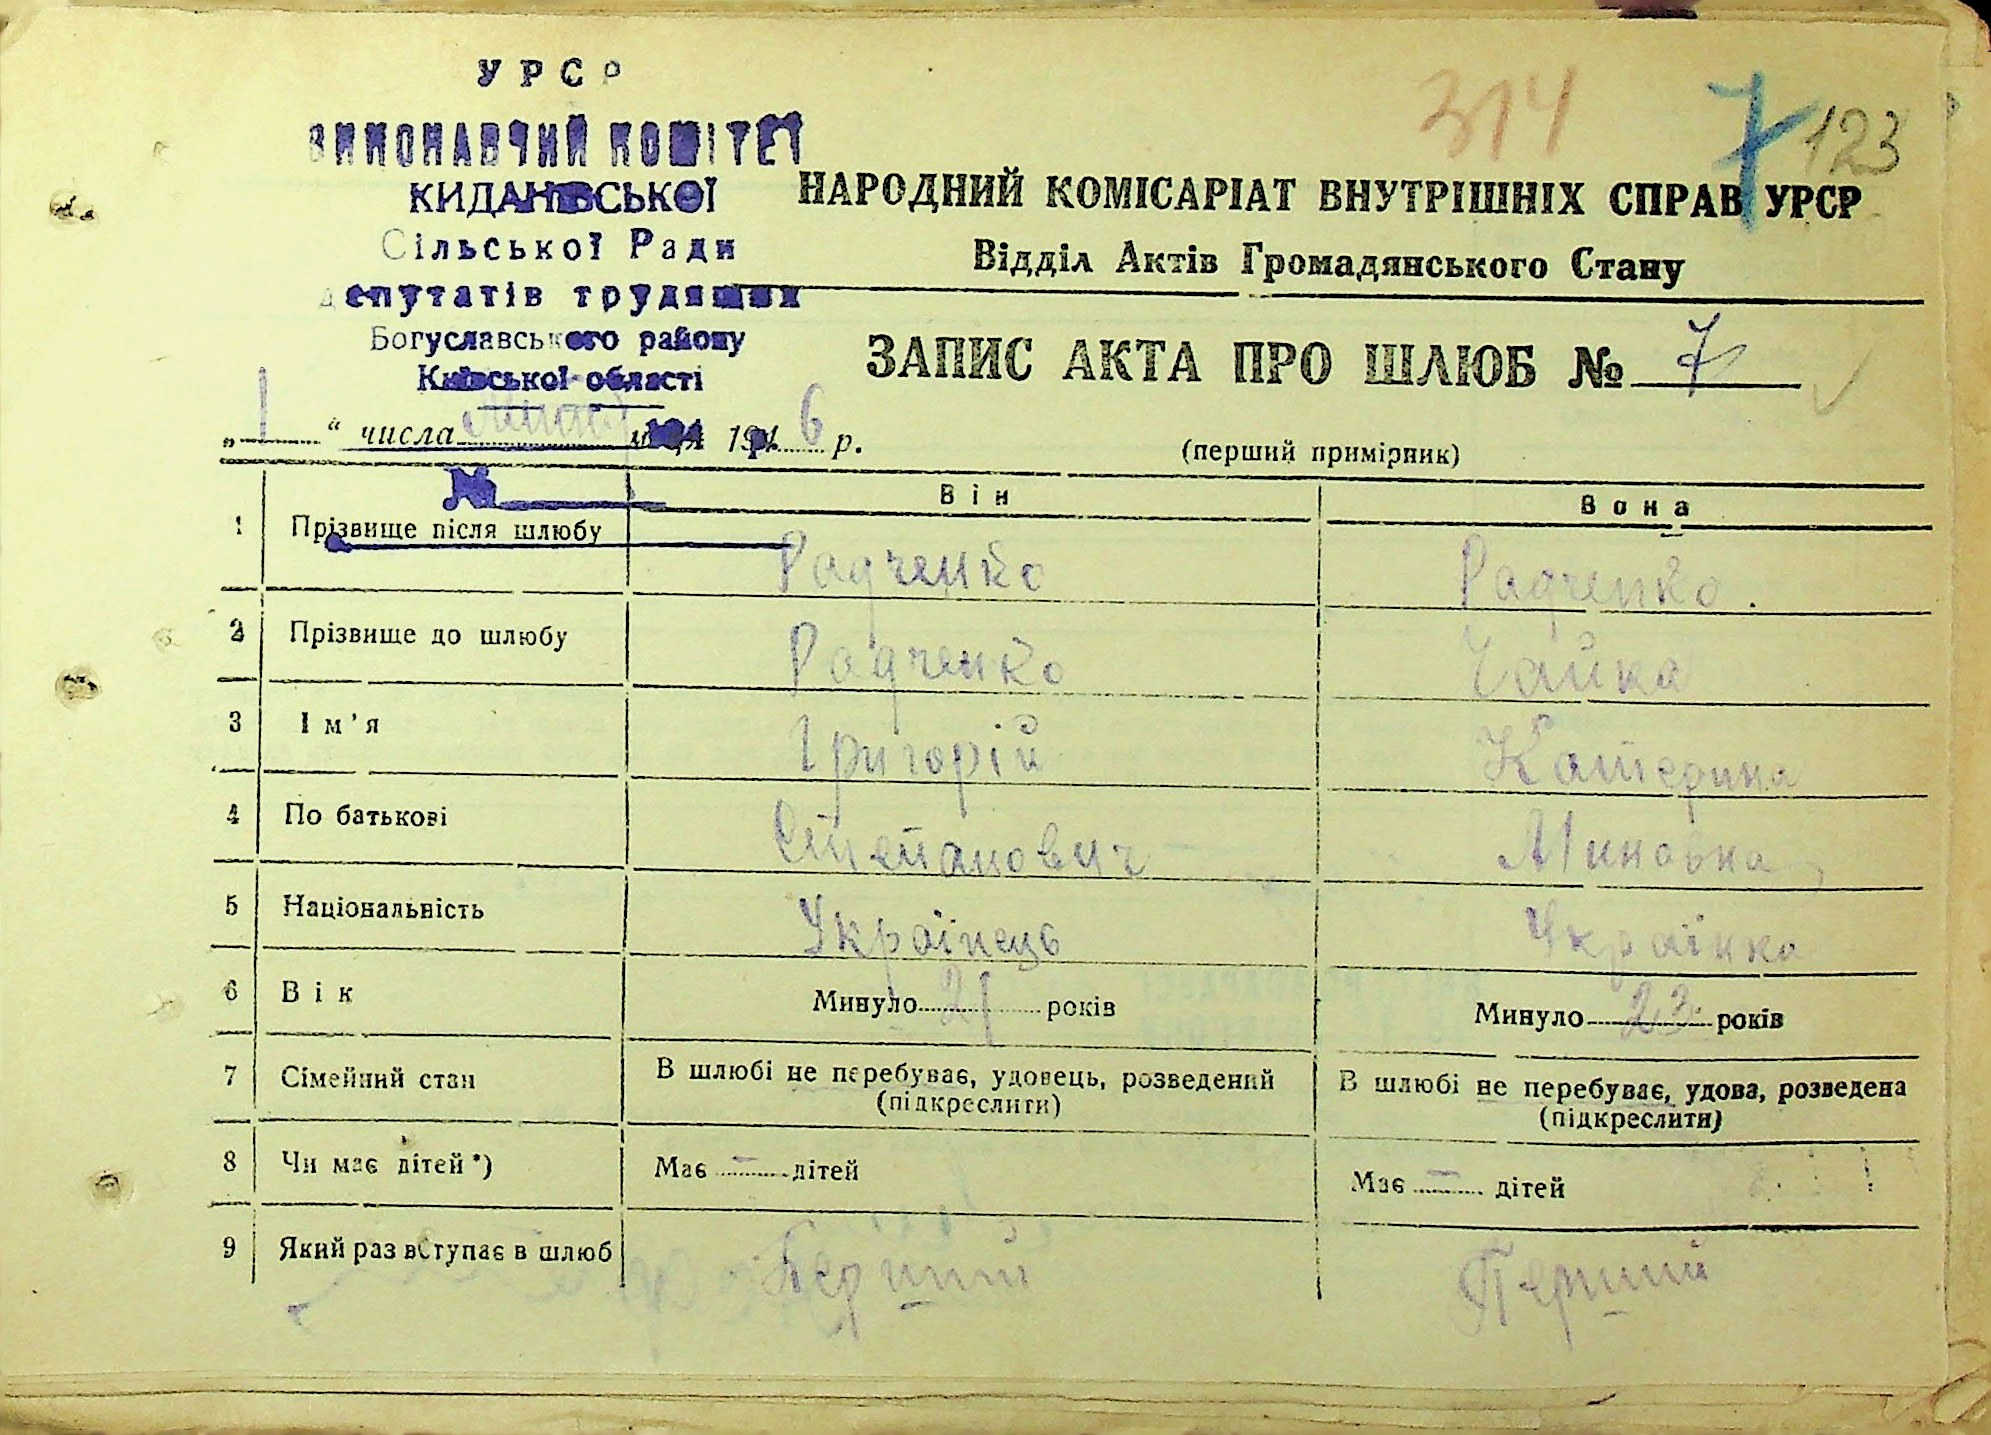 314 7 123
УРСР
ВИКОНАВЧИЙ КОМІТЕТ
КИДАНІВСЬКОЇ
Сільської Ради
депутатів трудящих
Богуславського району
Київської області
НАРОДНИЙ КОМІСАРІАТ ВНУТРІШНІХ СПРАВ УРСР
Відділ Актів Громадянського Стану
ЗАПИС АКТА ПРО ШЛЮБ № 7
„ 1 “ числа м-ця 194 6 р.
(перший примірник)
№
Він Вона
1 Прізвище після шлюбу Радченко Радченко.
2 Прізвище до шлюбу Радченко Чайка
3 Ім'я Григорій Катерина
4 По батькові Степанович Миновна
5 Національність Українець Українка
6 Вік Минуло 21 років Минуло 23 років
7 Сімейний стан В шлюбі не перебуває, удовець, розведений (підкреслити) В шлюбі не перебуває, удова, розведена (підкреслити)
8 Чи має дітей *) Має — дітей Має — дітей
9 Який раз вступає в шлюб Перший Перший